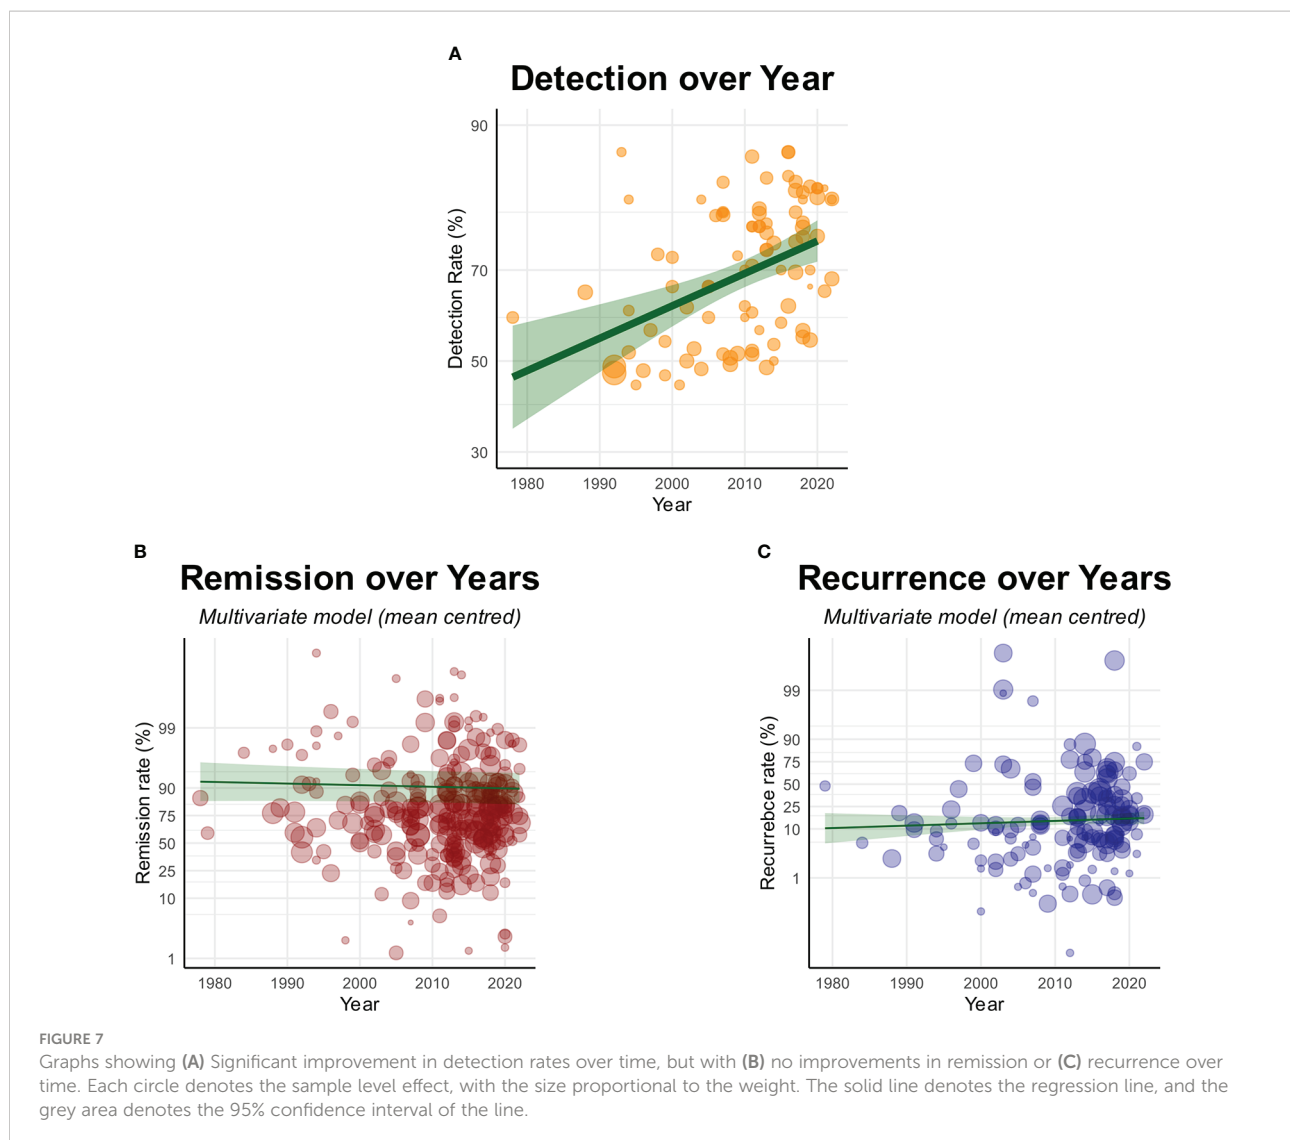 A
Detection over Year
Detection Rate (%)
90
70
50
30
1980 1990 2000 2010 2020
Year
B
Remission over Years
Multivariate model (mean centred)
Remission rate (%)
99
90
75
50
25
10
1
1980 1990 2000 2010 2020
Year
C
Recurrence over Years
Multivariate model (mean centred)
Recurrebce rate (%)
99
90
75
50
25
10
1
1980 1990 2000 2010 2020
Year
FIGURE 7
Graphs showing (A) Significant improvement in detection rates over time, but with (B) no improvements in remission or (C) recurrence over
time. Each circle denotes the sample level effect, with the size proportional to the weight. The solid line denotes the regression line, and the
grey area denotes the 95% confidence interval of the line.